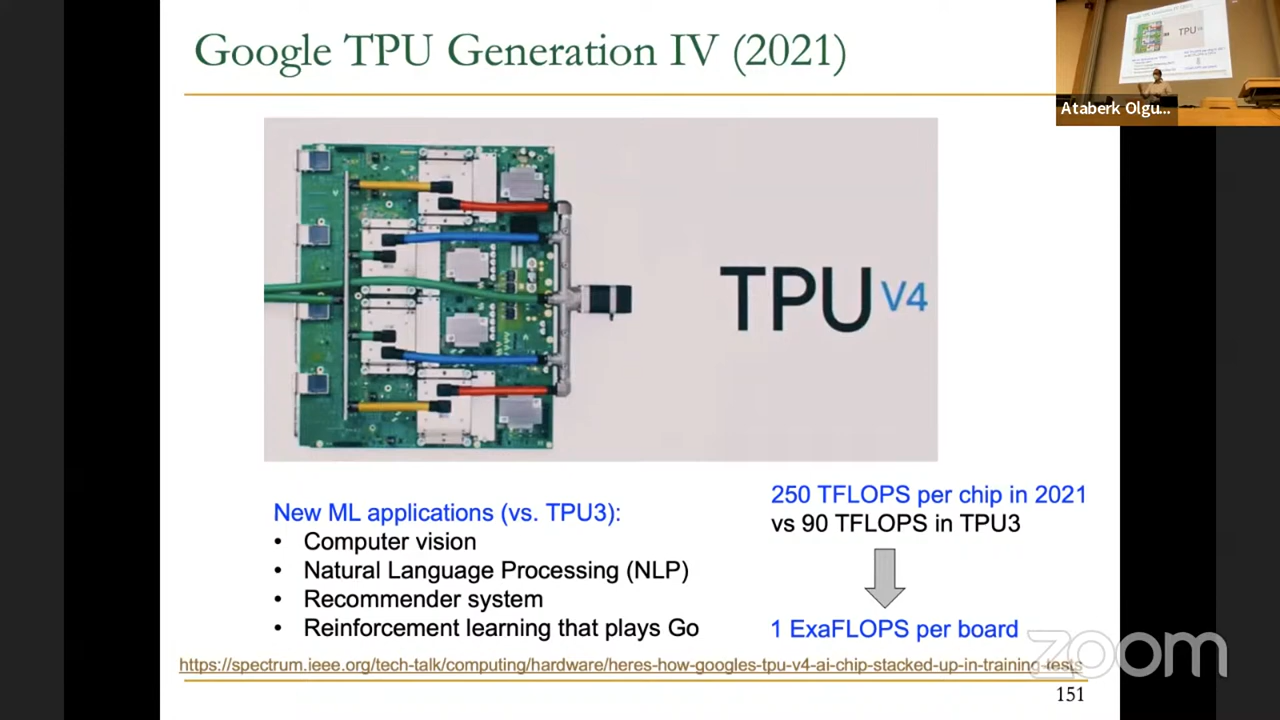 Google TPU Generation IV (2021)
Ataberk Olgu...
TPU V4
New ML applications (vs. TPU3):
• Computer vision
• Natural Language Processing (NLP)
• Recommender system
• Reinforcement learning that plays Go
250 TFLOPS per chip in 2021
vs 90 TFLOPS in TPU3
1 ExaFLOPS per board
zoom
https://spectrum.ieee.org/tech-talk/computing/hardware/heres-how-googles-tpu-v4-ai-chip-stacked-up-in-training-tests
151